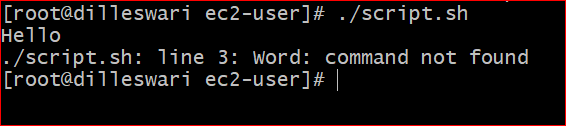 [root@dilleswari ec2-user]# ./script.sh
Hello
./script.sh: line 3: Word: command not found
[root@dilleswari ec2-user]#